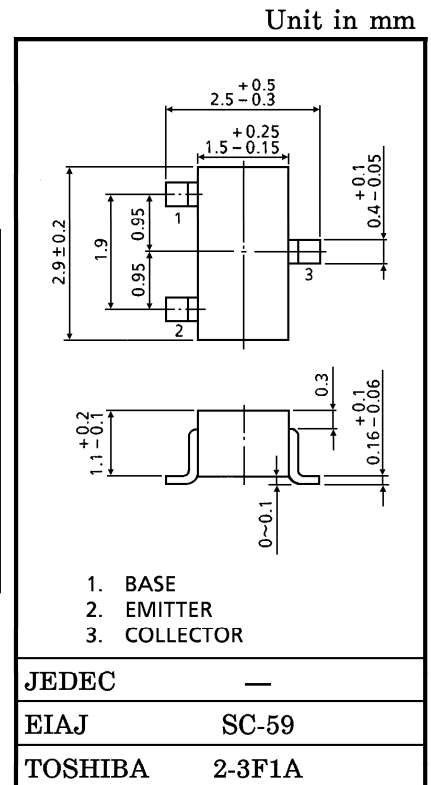 Unit in mm
+0.5
2.5 −0.3
+0.25
1.5−0.15
1
2
3
2.9±0.2
1.9
0.95
0.95
+0.1
0.4−0.05
+0.2
1.1−0.1
0.3
+0.1
0.16−0.06
0~0.1
1. BASE
2. EMITTER
3. COLLECTOR
JEDEC —
EIAJ SC-59
TOSHIBA 2-3F1A